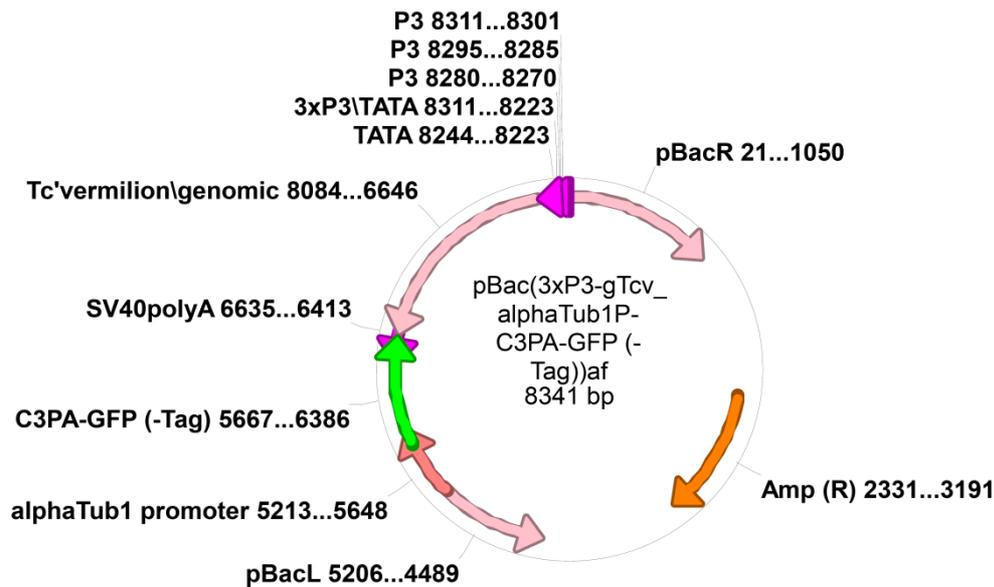 P3 8311...8301
P3 8295...8285
P3 8280...8270
3xP3\TATA 8311...8223
TATA 8244...8223
pBacR 21...1050
Tc'vermilion\genomic 8084...6646
pBac(3xP3-gTcv_
alphaTub1P-
C3PA-GFP (-
Tag))af
8341 bp
SV40polyA 6635...6413
C3PA-GFP (-Tag) 5667...6386
Amp (R) 2331...3191
alphaTub1 promoter 5213...5648
pBacL 5206...4489